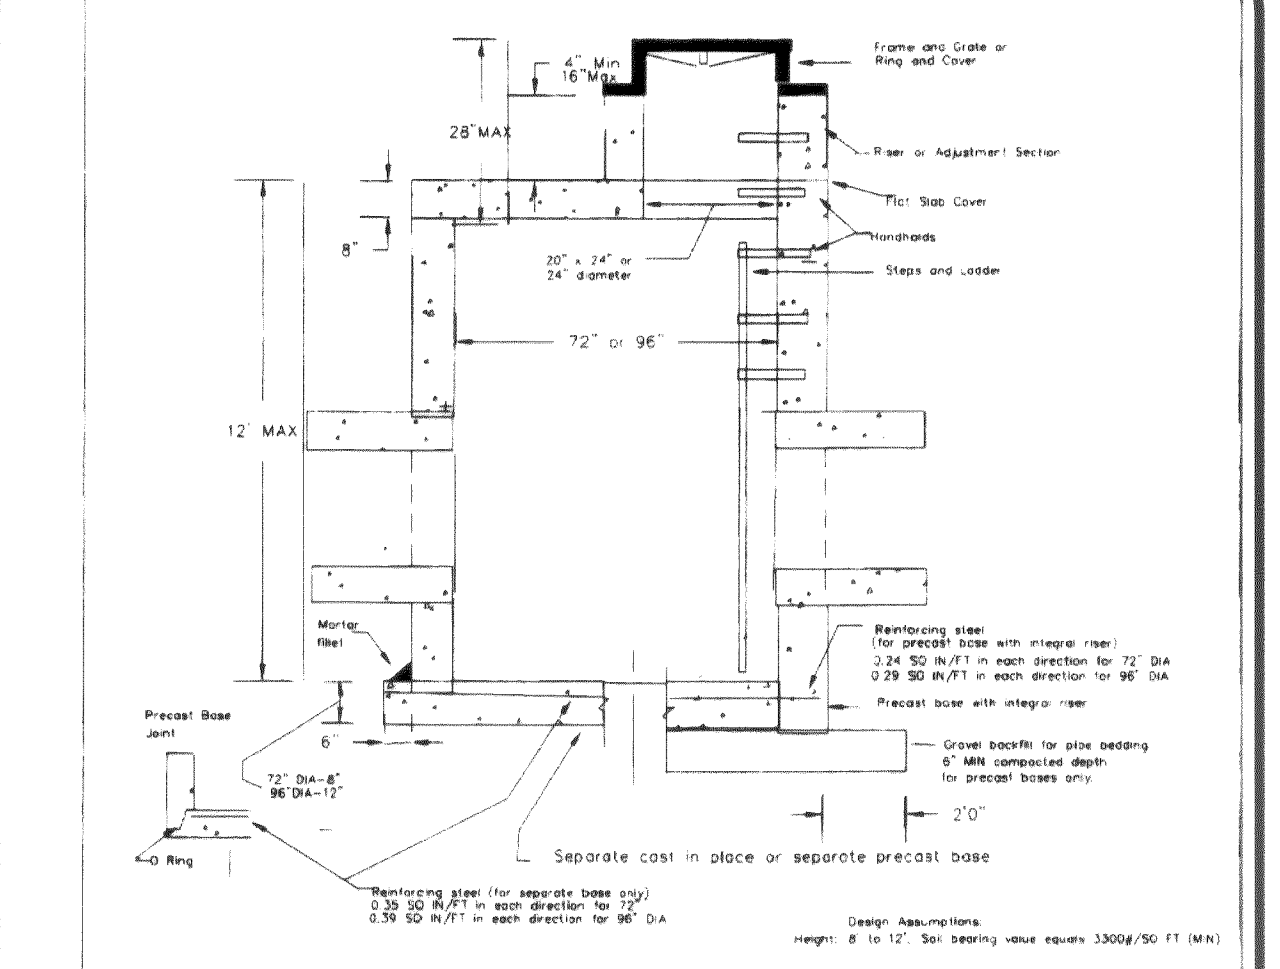 Frame and Grate or
Ring and Cover
4" Min
16"Max
28"MAX
Riser or Adjustment Section
Flat Slab Cover
Handholds
8"
20" x 24" or
24" diameter
Steps and Ladder
72" or 96"
12' MAX
Mortar
fillet
Reinforcing steel
(for precast base with integral riser)
0.24 SQ IN/FT in each direction for 72" DIA
0.29 SQ IN/FT in each direction for 96" DIA
Precast base with integral riser
Precast Base
Joint
6"
Gravel backfill for pipe bedding
6" MIN compacted depth
for precast bases only.
72" DIA-8"
96"DIA-12"
2'0"
O Ring
Separate cast in place or separate precast base
Reinforcing steel (for separate base only)
0.35 SQ IN/FT in each direction for 72"
0.39 SQ IN/FT in each direction for 96" DIA
Design Assumptions:
Height: 8' to 12'. Soil bearing value equals 3300#/SQ FT (MIN)